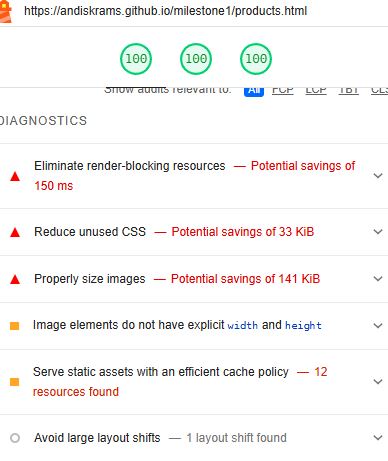 https://andiskrams.github.io/milestone1/products.html
100 100 100
Show audits relevant to: All FCP LCP TBT CLS
DIAGNOSTICS
Eliminate render-blocking resources — Potential savings of
150 ms
Reduce unused CSS — Potential savings of 33 KiB
Properly size images — Potential savings of 141 KiB
Image elements do not have explicit width and height
Serve static assets with an efficient cache policy — 12
resources found
Avoid large layout shifts — 1 layout shift found